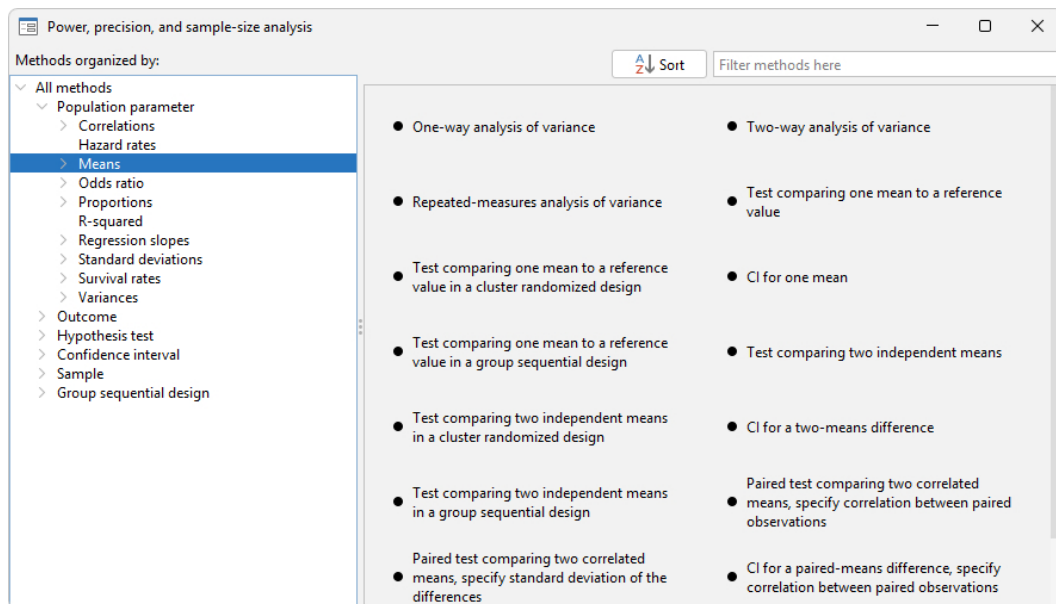 Power, precision, and sample-size analysis
Methods organized by:
Sort
Filter methods here
All methods
Population parameter
Correlations
Hazard rates
Means
Odds ratio
Proportions
R-squared
Regression slopes
Standard deviations
Survival rates
Variances
Outcome
Hypothesis test
Confidence interval
Sample
Group sequential design
One-way analysis of variance
Two-way analysis of variance
Repeated-measures analysis of variance
Test comparing one mean to a reference
value
Test comparing one mean to a reference
value in a cluster randomized design
CI for one mean
Test comparing one mean to a reference
value in a group sequential design
Test comparing two independent means
Test comparing two independent means
in a cluster randomized design
CI for a two-means difference
Test comparing two independent means
in a group sequential design
Paired test comparing two correlated
means, specify correlation between paired
observations
Paired test comparing two correlated
means, specify standard deviation of the
differences
CI for a paired-means difference, specify
correlation between paired observations